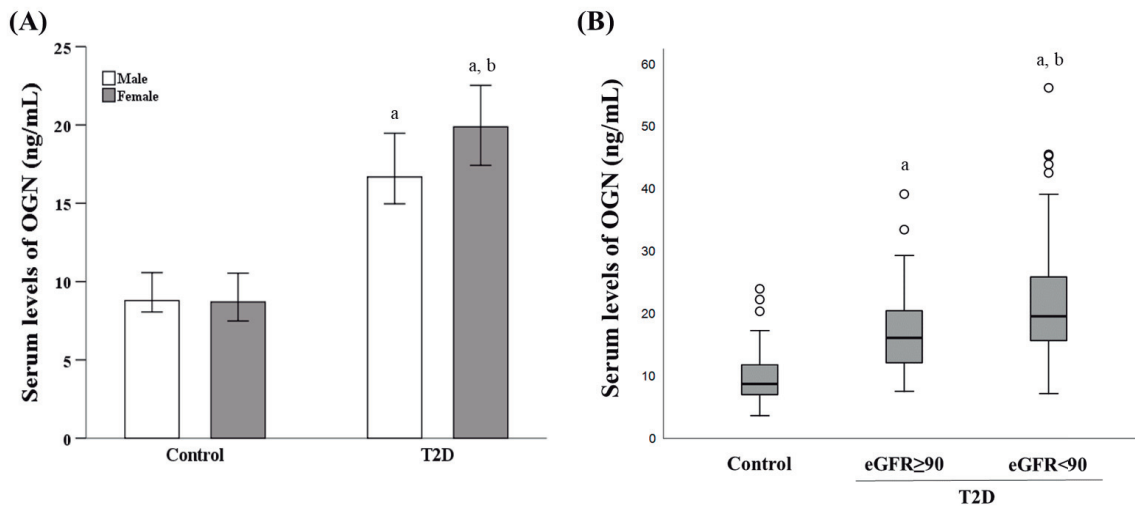 (A)
Serum levels of OGN (ng/mL)
25
20
15
10
5
0
Male
Female
a
a, b
Control
T2D
(B)
Serum levels of OGN (ng/mL)
60
50
40
30
20
10
0
a
a, b
Control
eGFR≥90
eGFR<90
T2D